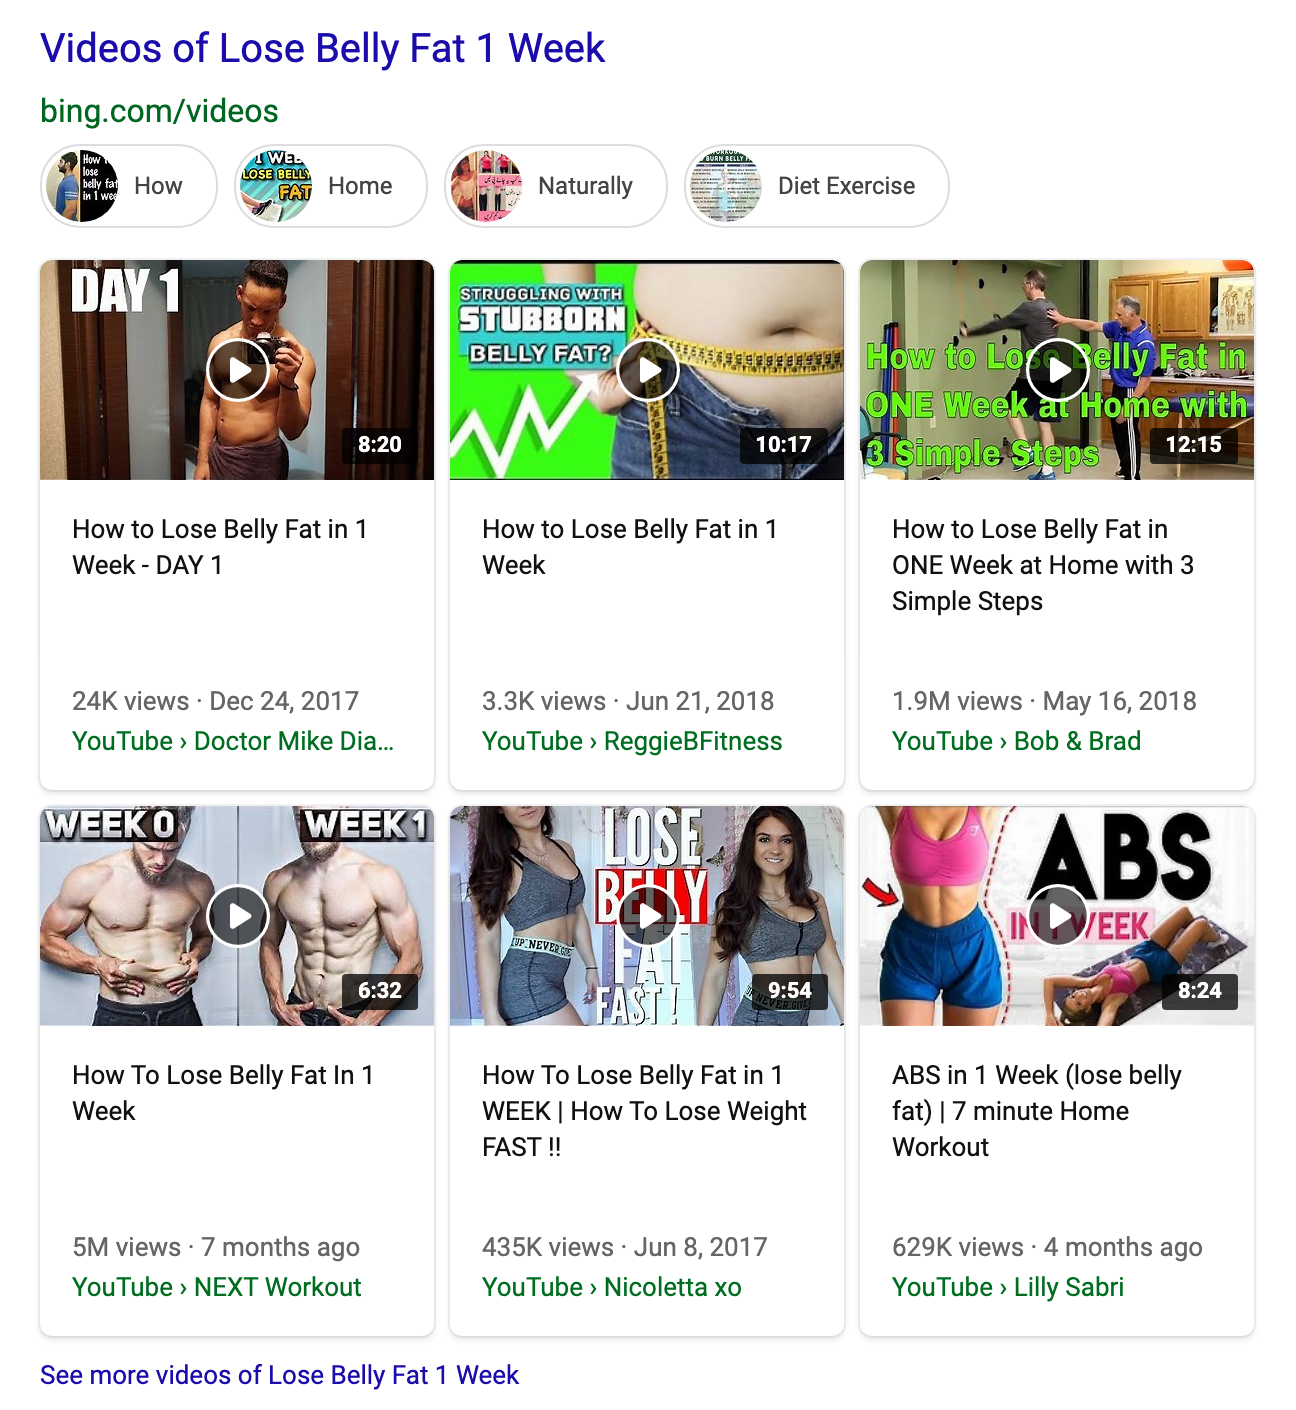 Videos of Lose Belly Fat 1 Week
bing.com/videos
How
lose
belly fat
in 1 wee
How
1 WEE
LOSE BELLY
FAT
Home
Naturally
BURN BELLY F
Diet Exercise
DAY 1
8:20
STRUGGLING WITH
STUBBORN
BELLY FAT?
10:17
How to Lose Belly Fat in
ONE Week at Home with
3 Simple Steps
12:15
How to Lose Belly Fat in 1
Week - DAY 1
24K views · Dec 24, 2017
YouTube › Doctor Mike Dia...
How to Lose Belly Fat in 1
Week
3.3K views · Jun 21, 2018
YouTube › ReggieBFitness
How to Lose Belly Fat in
ONE Week at Home with 3
Simple Steps
1.9M views · May 16, 2018
YouTube › Bob & Brad
WEEK 0
WEEK 1
6:32
LOSE
BELLY
FAT
FAST!
UP·NEVER
NEVER
9:54
ABS
IN 1 WEEK
8:24
How To Lose Belly Fat In 1
Week
5M views · 7 months ago
YouTube › NEXT Workout
How To Lose Belly Fat in 1
WEEK | How To Lose Weight
FAST !!
435K views · Jun 8, 2017
YouTube › Nicoletta xo
ABS in 1 Week (lose belly
fat) | 7 minute Home
Workout
629K views · 4 months ago
YouTube › Lilly Sabri
See more videos of Lose Belly Fat 1 Week